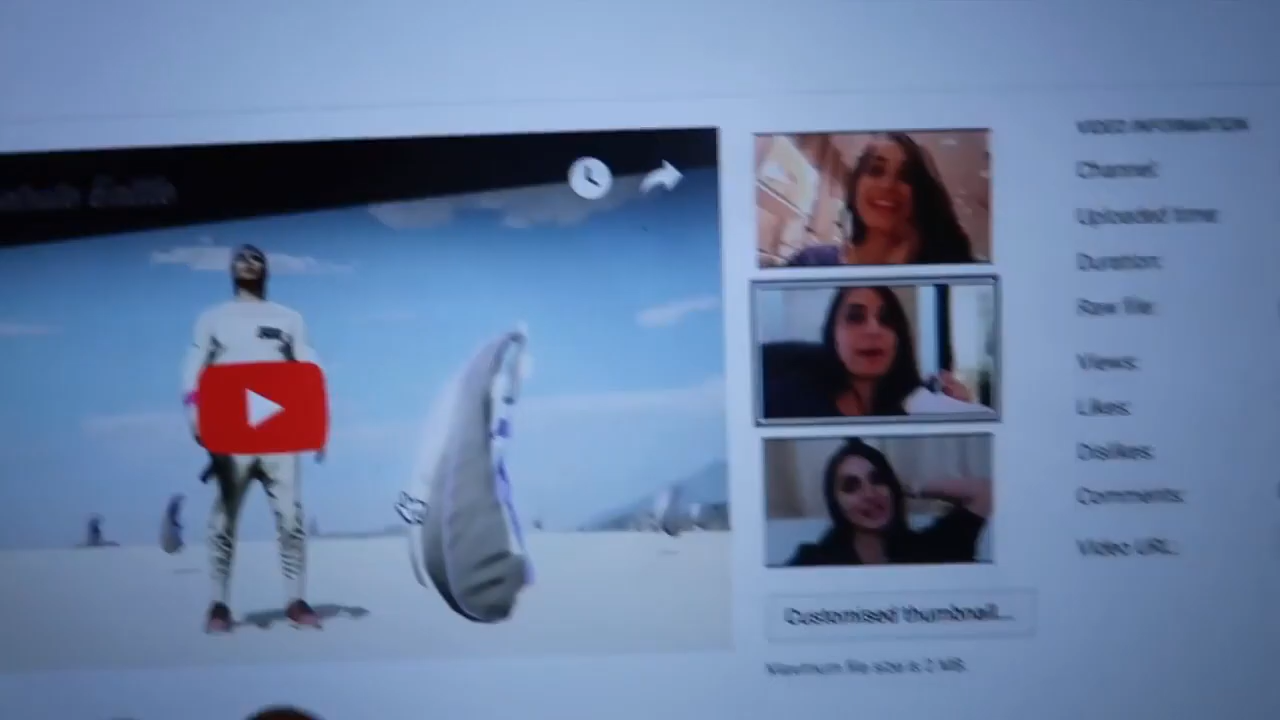 VIDEO INFORMATION
Channel:
Uploaded time:
Duration:
Raw file:
Views:
Likes:
Dislikes:
Comments:
Video URL:
Customised thumbnail...
Maximum file size is 2 MB.